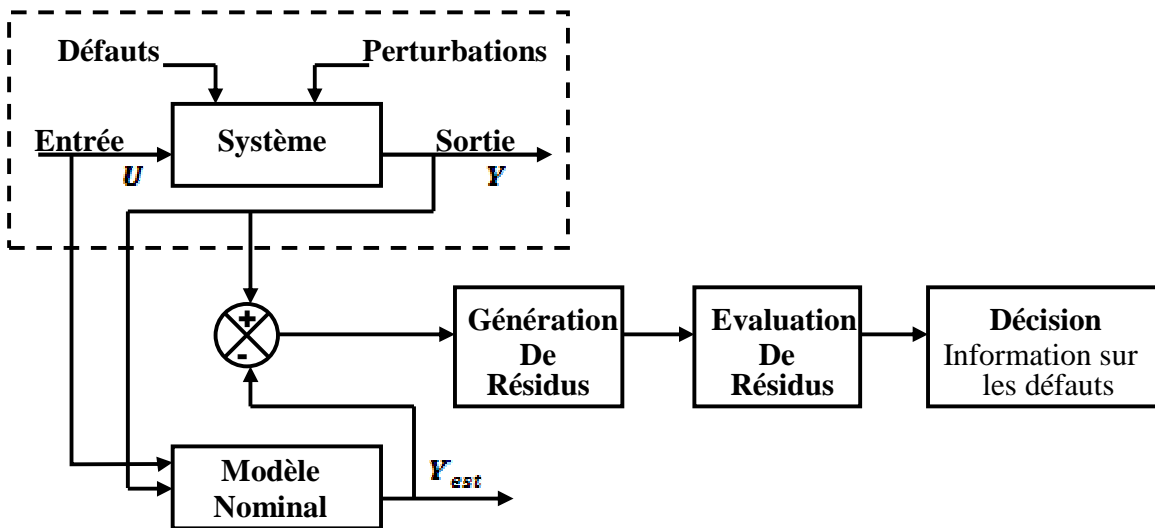 Défauts
Perturbations
Entrée
Système
Sortie
U
Y
+
-
Génération
De
Résidus
Evaluation
De
Résidus
Décision
Information sur
les défauts
Modèle
Nominal
Y est